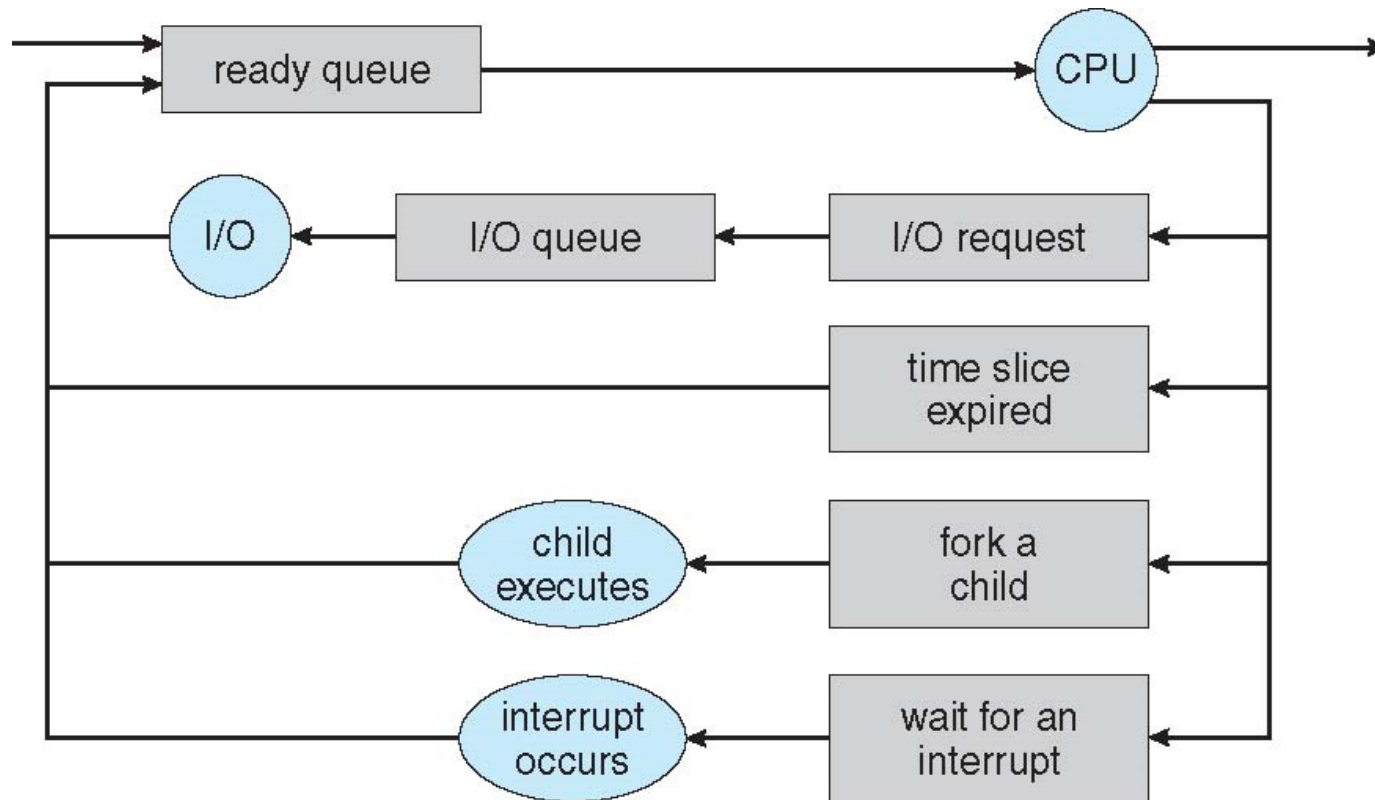 ready queue
CPU
I/O
I/O queue
I/O request
time slice
expired
child
executes
fork a
child
interrupt
occurs
wait for an
interrupt